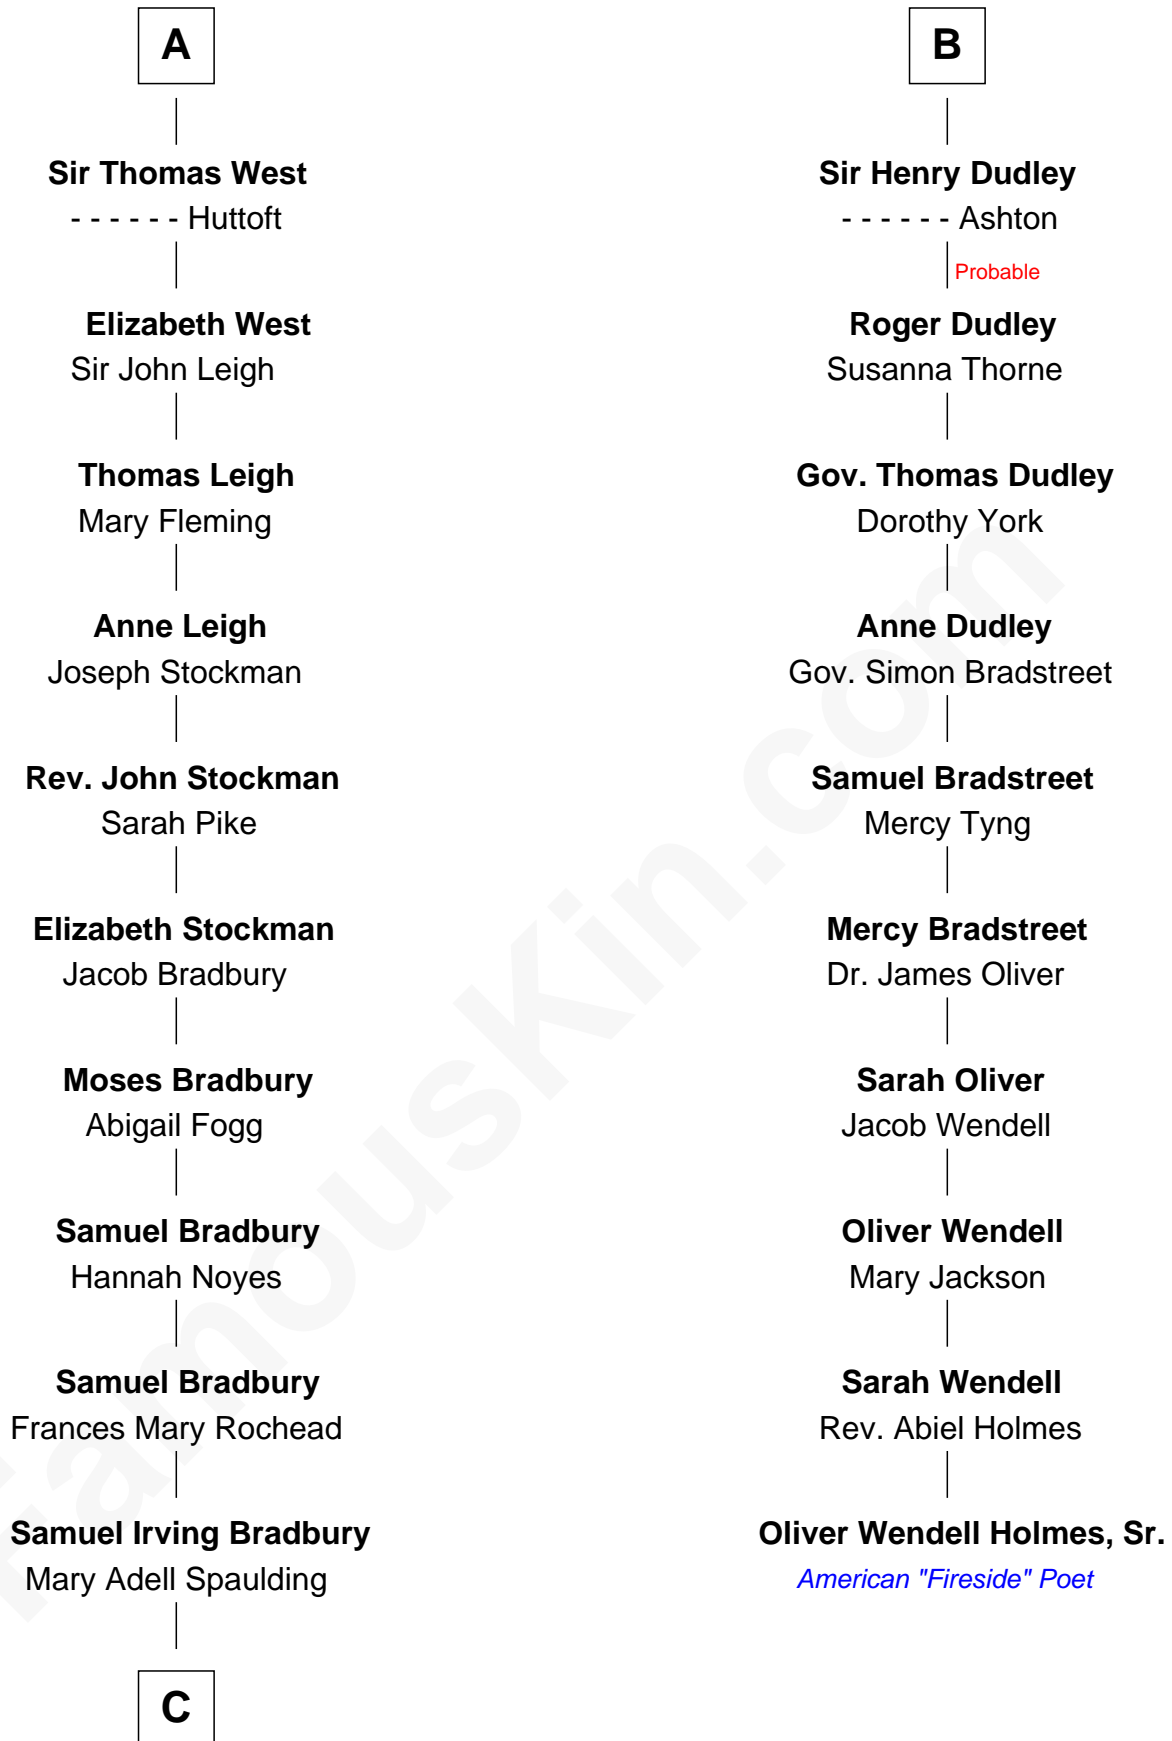 A
Sir Thomas West
- - - - - - Huttoft
Elizabeth West
Sir John Leigh
Thomas Leigh
Mary Fleming
Anne Leigh
Joseph Stockman
Rev. John Stockman
Sarah Pike
Elizabeth Stockman
Jacob Bradbury
Moses Bradbury
Abigail Fogg
Samuel Bradbury
Hannah Noyes
Samuel Bradbury
Frances Mary Rochead
Samuel Irving Bradbury
Mary Adell Spaulding
C
B
Sir Henry Dudley
- - - - - - Ashton
Probable
Roger Dudley
Susanna Thorne
Gov. Thomas Dudley
Dorothy York
Anne Dudley
Gov. Simon Bradstreet
Samuel Bradstreet
Mercy Tyng
Mercy Bradstreet
Dr. James Oliver
Sarah Oliver
Jacob Wendell
Oliver Wendell
Mary Jackson
Sarah Wendell
Rev. Abiel Holmes
Oliver Wendell Holmes, Sr.
American "Fireside" Poet
FamousKin.com